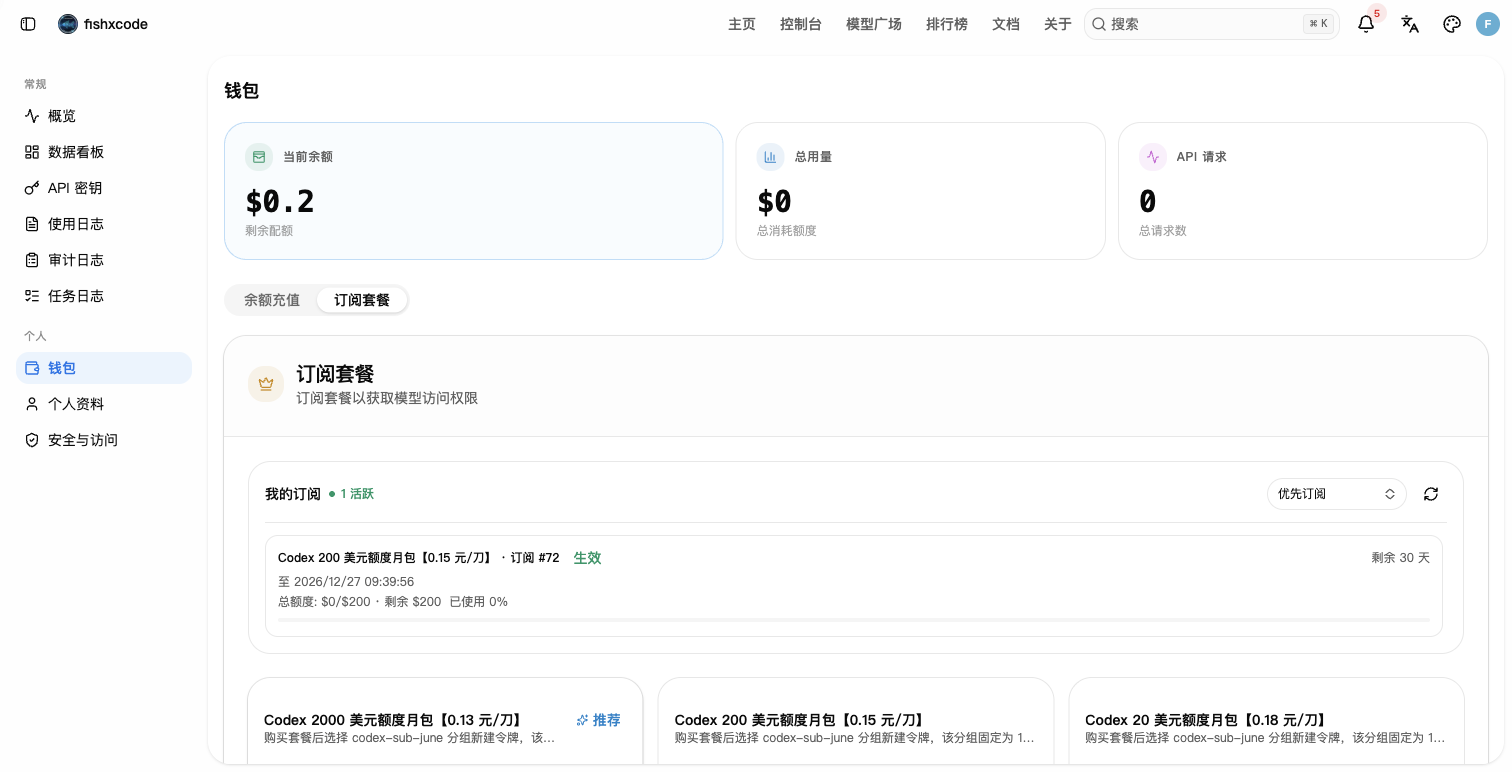 fishxcode
主页 控制台 模型广场 排行榜 文档 关于 搜索 ⌘ K 5 F
常规
概览
数据看板
API 密钥
使用日志
审计日志
任务日志
个人
钱包
个人资料
安全与访问
钱包
当前余额
$0.2
剩余配额
总用量
$0
总消耗额度
API 请求
0
总请求数
余额充值 订阅套餐
订阅套餐
订阅套餐以获取模型访问权限
我的订阅 1 活跃 优先订阅
Codex 200 美元额度月包【0.15 元/刀】 · 订阅 #72 生效 剩余 30 天
至 2026/12/27 09:39:56
总额度: $0/$200 · 剩余 $200 已使用 0%
Codex 2000 美元额度月包【0.13 元/刀】 推荐
购买套餐后选择 codex-sub-june 分组新建令牌，该…
Codex 200 美元额度月包【0.15 元/刀】
购买套餐后选择 codex-sub-june 分组新建令牌，该分组固定为 1…
Codex 20 美元额度月包【0.18 元/刀】
购买套餐后选择 codex-sub-june 分组新建令牌，该分组固定为 1…